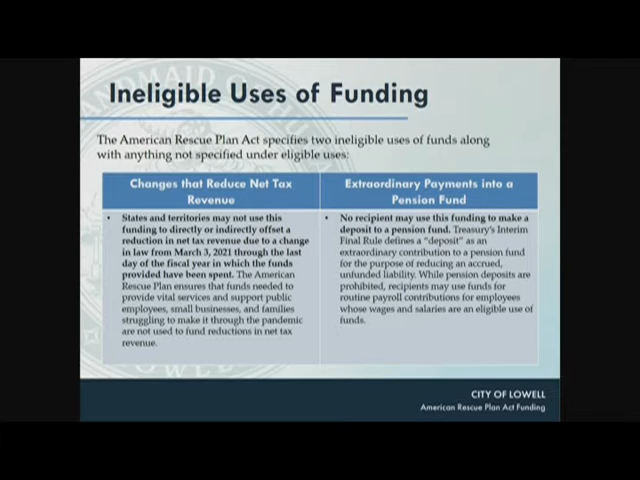 Ineligible Uses of Funding
The American Rescue Plan Act specifies two ineligible uses of funds along
with anything not specified under eligible uses:
Changes that Reduce Net Tax
Revenue
• States and territories may not use this
funding to directly or indirectly offset a
reduction in net tax revenue due to a change
in law from March 3, 2021 through the last
day of the fiscal year in which the funds
provided have been spent. The American
Rescue Plan ensures that funds needed to
provide vital services and support public
employees, small businesses, and families
struggling to make it through the pandemic
are not used to fund reductions in net tax
revenue.
Extraordinary Payments into a
Pension Fund
• No recipient may use this funding to make a
deposit to a pension fund. Treasury's Interim
Final Rule defines a "deposit" as an
extraordinary contribution to a pension fund
for the purpose of reducing an accrued,
unfunded liability. While pension deposits are
prohibited, recipients may use funds for
routine payroll contributions for employees
whose wages and salaries are an eligible use of
funds.
CITY OF LOWELL
American Rescue Plan Act Funding